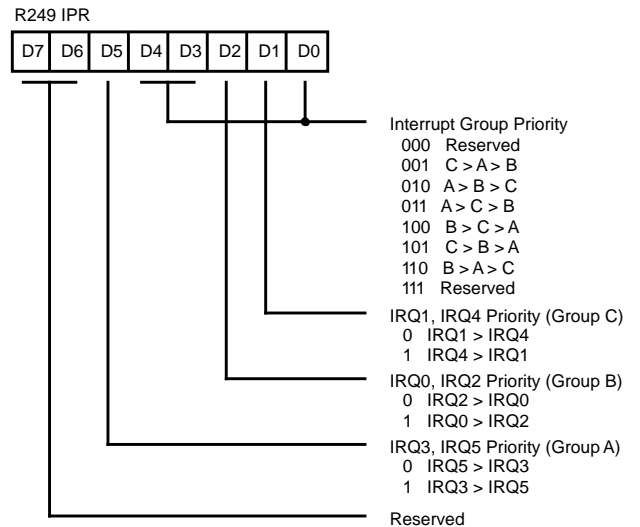 R249 IPR
D7 D6 D5 D4 D3 D2 D1 D0
Interrupt Group Priority
000 Reserved
001 C > A > B
010 A > B > C
011 A > C > B
100 B > C > A
101 C > B > A
110 B > A > C
111 Reserved
IRQ1, IRQ4 Priority (Group C)
0 IRQ1 > IRQ4
1 IRQ4 > IRQ1
IRQ0, IRQ2 Priority (Group B)
0 IRQ2 > IRQ0
1 IRQ0 > IRQ2
IRQ3, IRQ5 Priority (Group A)
0 IRQ5 > IRQ3
1 IRQ3 > IRQ5
Reserved